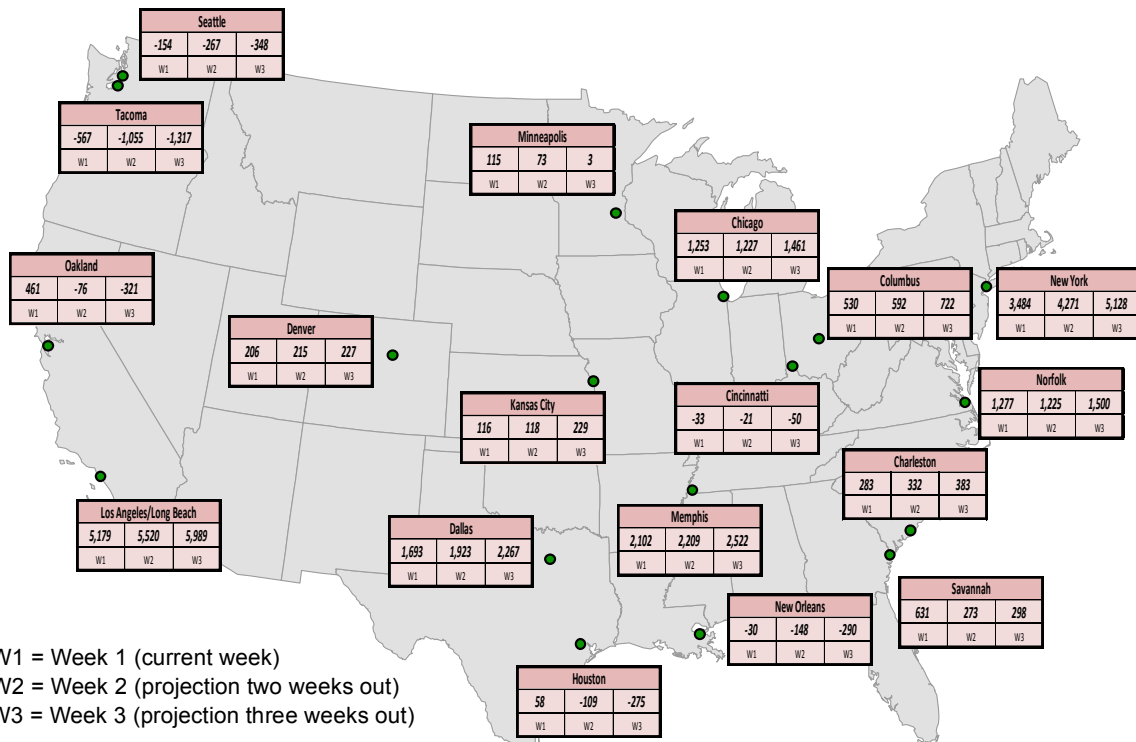 Seattle
-154 -267 -348
W1 W2 W3
Tacoma
-567 -1,055 -1,317
W1 W2 W3
Minneapolis
115 73 3
W1 W2 W3
Chicago
1,253 1,227 1,461
W1 W2 W3
Oakland
461 -76 -321
W1 W2 W3
Columbus
530 592 722
W1 W2 W3
New York
3,484 4,271 5,128
W1 W2 W3
Denver
206 215 227
W1 W2 W3
Norfolk
1,277 1,225 1,500
W1 W2 W3
Kansas City
116 118 229
W1 W2 W3
Cincinnatti
-33 -21 -50
W1 W2 W3
Charleston
283 332 383
W1 W2 W3
Los Angeles/Long Beach
5,179 5,520 5,989
W1 W2 W3
Dallas
1,693 1,923 2,267
W1 W2 W3
Memphis
2,102 2,209 2,522
W1 W2 W3
Savannah
631 273 298
W1 W2 W3
New Orleans
-30 -148 -290
W1 W2 W3
Houston
58 -109 -275
W1 W2 W3
W1 = Week 1 (current week)
W2 = Week 2 (projection two weeks out)
W3 = Week 3 (projection three weeks out)